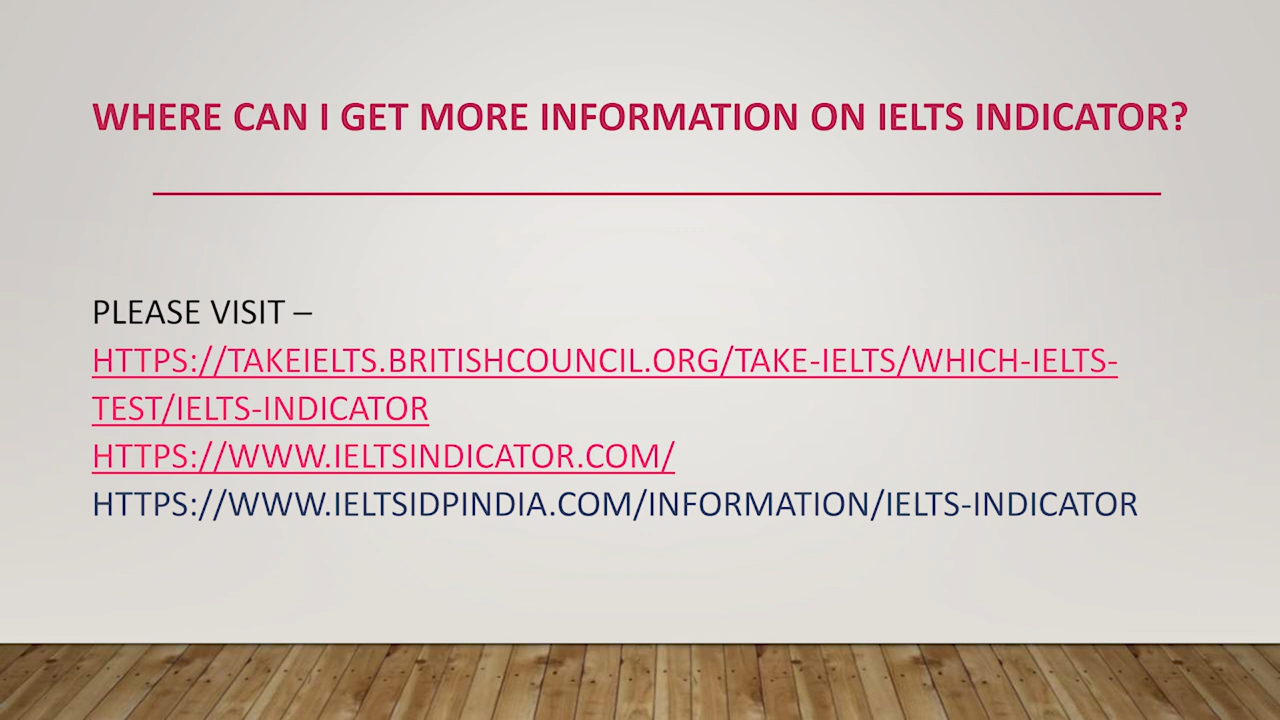 WHERE CAN I GET MORE INFORMATION ON IELTS INDICATOR?
PLEASE VISIT –
HTTPS://TAKEIELTS.BRITISHCOUNCIL.ORG/TAKE-IELTS/WHICH-IELTS-
TEST/IELTS-INDICATOR
HTTPS://WWW.IELTSINDICATOR.COM/
HTTPS://WWW.IELTSIDPINDIA.COM/INFORMATION/IELTS-INDICATOR